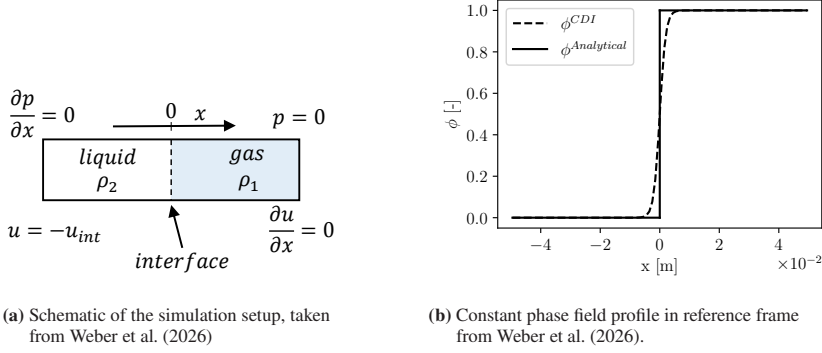 ∂p/∂x = 0
0 x
p = 0
liquid
ρ₂
gas
ρ₁
u = −u_int
∂u/∂x = 0
interface
(a) Schematic of the simulation setup, taken
from Weber et al. (2026)
ϕ^CDI
ϕ^Analytical
1.0
0.8
0.6
0.4
0.2
0.0
ϕ [-]
−4 −2 0 2 4
×10⁻²
x [m]
(b) Constant phase field profile in reference frame
from Weber et al. (2026).